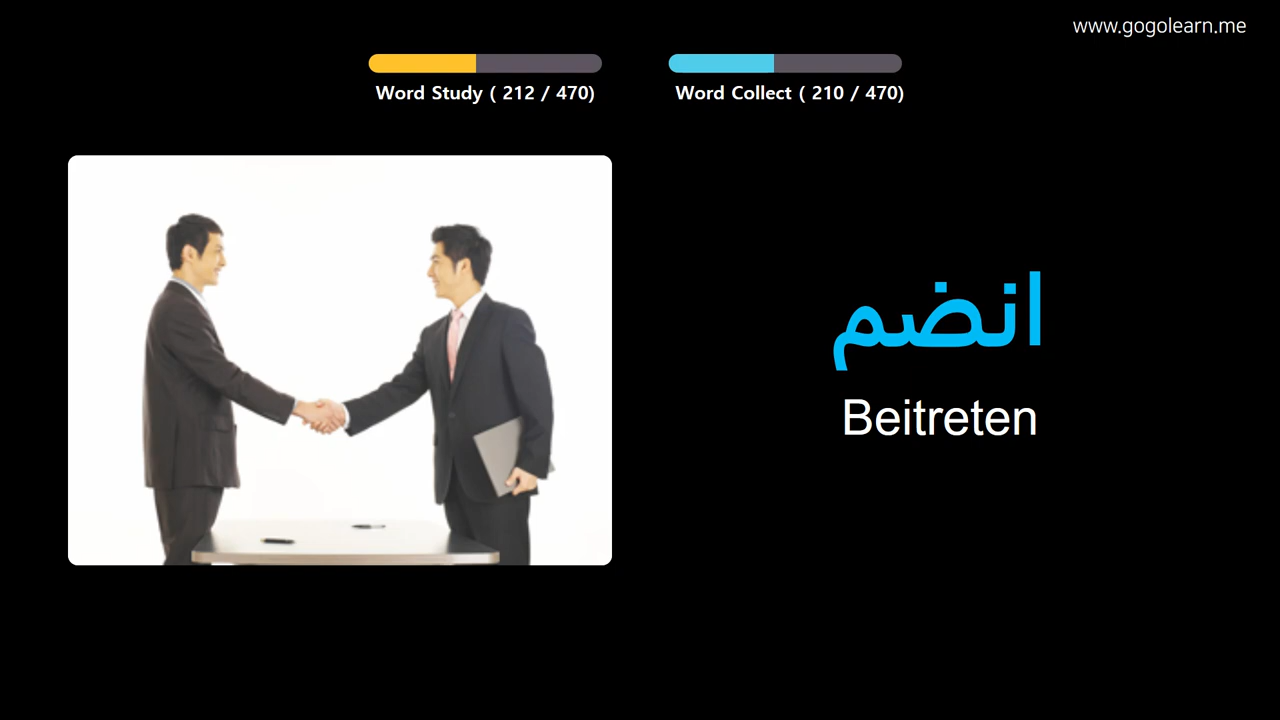 www.gogolearn.me
Word Study ( 212 / 470)
Word Collect ( 210 / 470)
انضم
Beitreten